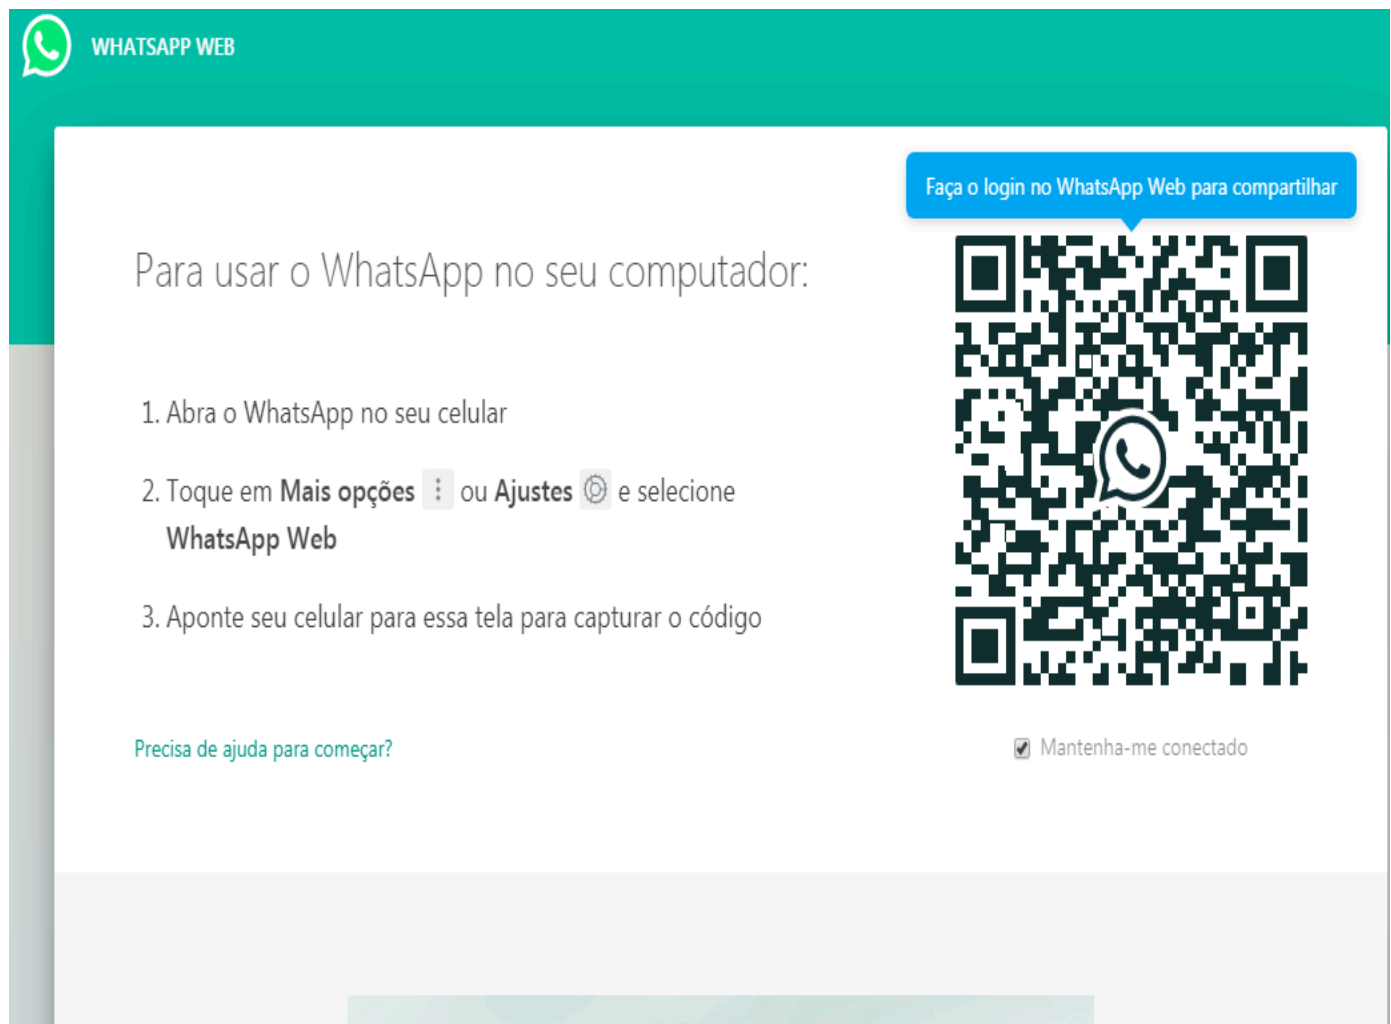 WHATSAPP WEB
Faça o login no WhatsApp Web para compartilhar
Para usar o WhatsApp no seu computador:
1. Abra o WhatsApp no seu celular
2. Toque em Mais opções ou Ajustes e selecione
WhatsApp Web
3. Aponte seu celular para essa tela para capturar o código
Precisa de ajuda para começar?
Mantenha-me conectado